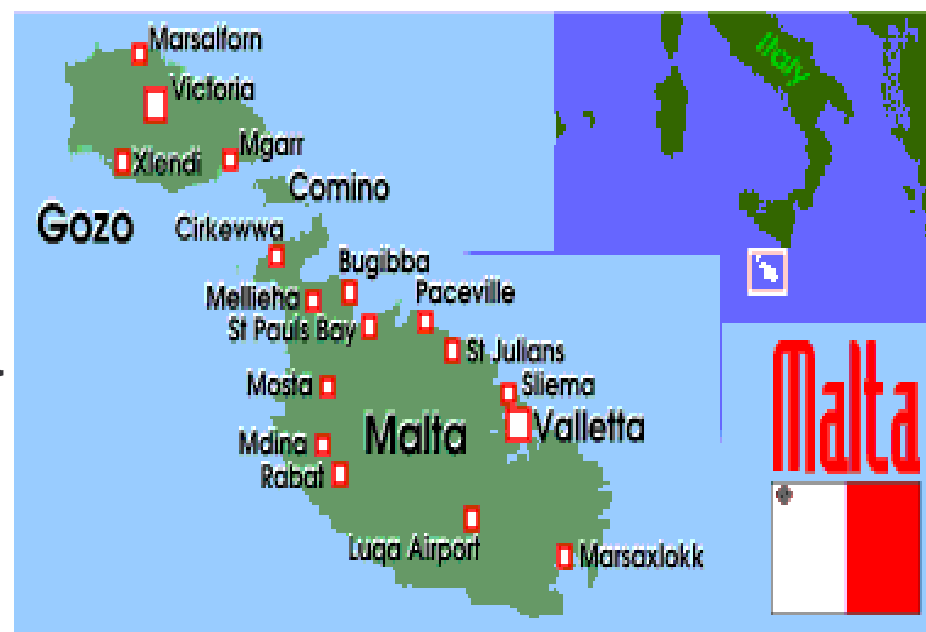 Marsalforn
Victoria
Mgarr
Xlendi
Comino
Gozo
Cirkewwa
Bugibba
Mellieha
Paceville
St Pauls Bay
St Julians
Mosta
Sliema
Malta
Valletta
Mdina
Rabat
Luqa Airport
Marsaxlokk
Italy
Malta